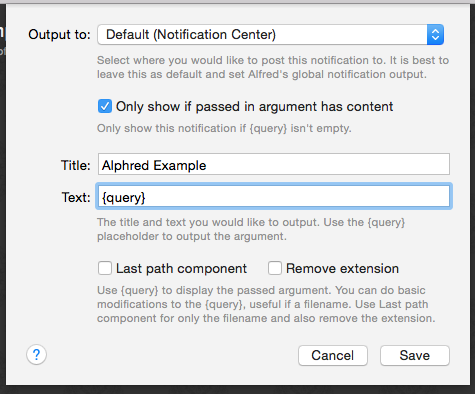 Output to: Default (Notification Center)
Select where you would like to post this notification to. It is best to
leave this as default and set Alfred's global notification output.
Only show if passed in argument has content
Only show this notification if {query} isn't empty.
Title: Alphred Example
Text: {query}
The title and text you would like to output. Use the {query}
placeholder to output the argument.
Last path component Remove extension
Use {query} to display the passed argument. You can do basic
modifications to the {query}, useful if a filename. Use Last path
component for only the filename and also remove the extension.
? Cancel Save